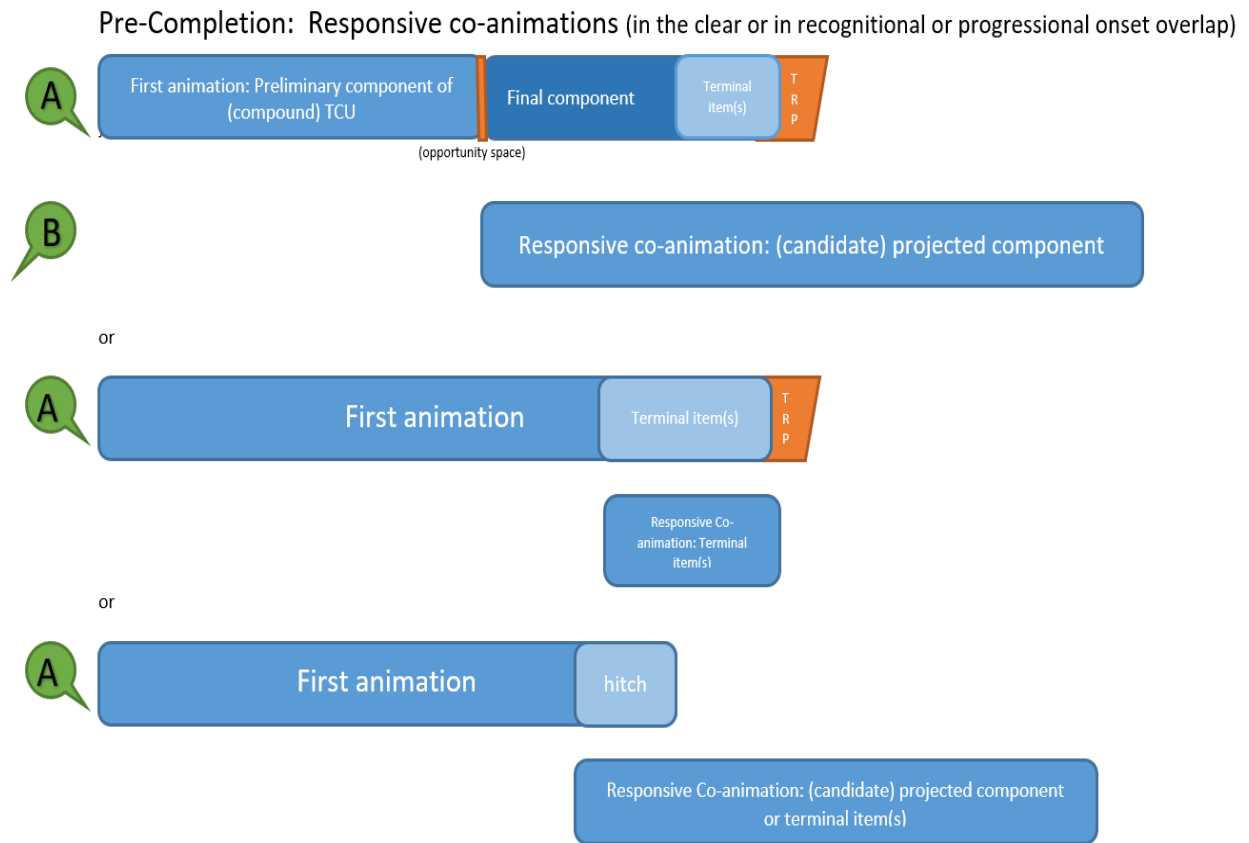 Pre-Completion: Responsive co-animations (in the clear or in recognitional or progressional onset overlap)
A
First animation: Preliminary component of
(compound) TCU
Final component
Terminal
item(s)
T
R
P
(opportunity space)
B
Responsive co-animation: (candidate) projected component
or
A
First animation
Terminal item(s)
T
R
P
Responsive Co-
animation: Terminal
item(s)
or
A
First animation
hitch
Responsive Co-animation: (candidate) projected component
or terminal item(s)